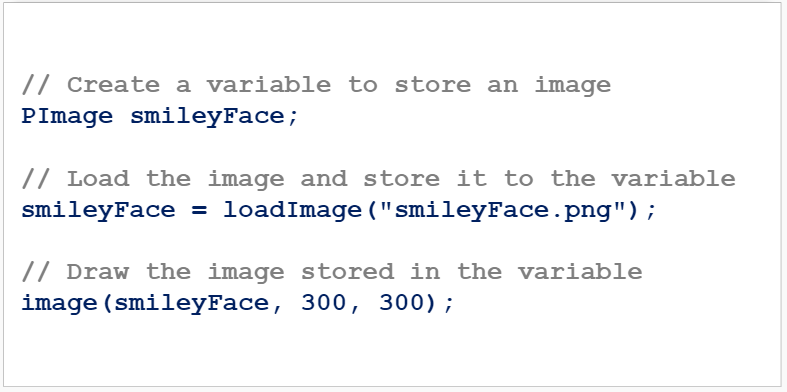 // Create a variable to store an image
PImage smileyFace;
// Load the image and store it to the variable
smileyFace = loadImage("smileyFace.png");
// Draw the image stored in the variable
image(smileyFace, 300, 300);